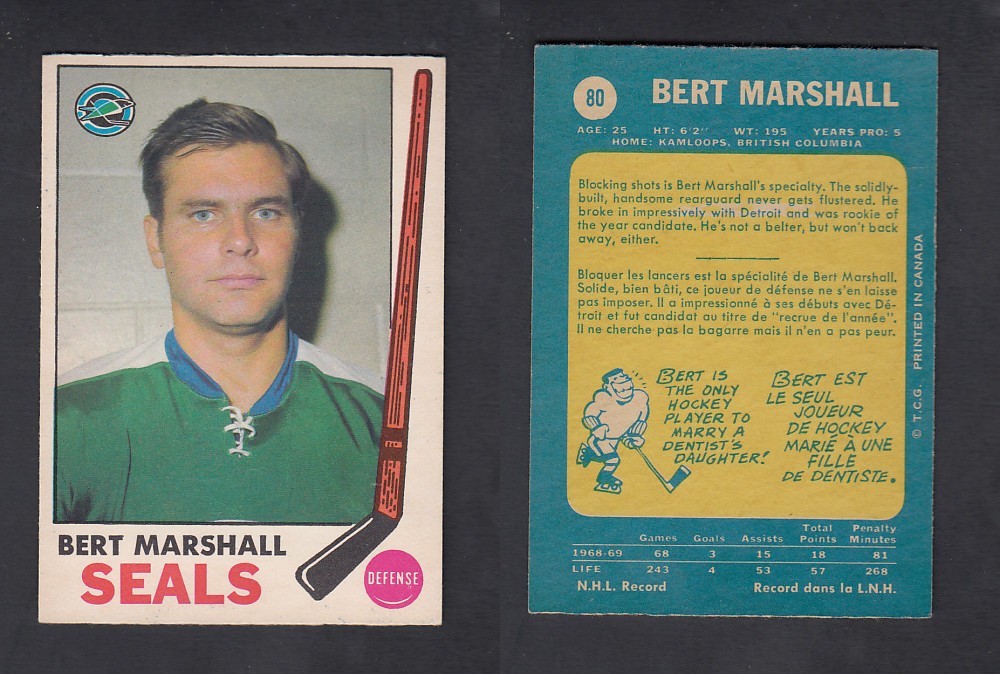 BERT MARSHALL
SEALS
DEFENSE
80
BERT MARSHALL
AGE: 25 HT: 6'2" WT: 195 YEARS PRO: 5
HOME: KAMLOOPS, BRITISH COLUMBIA
Blocking shots is Bert Marshall's specialty. The solidly-
built, handsome rearguard never gets flustered. He
broke in impressively with Detroit and was rookie of
the year candidate. He's not a belter, but won't back
away, either.
Bloquer les lancers est la spécialité de Bert Marshall.
Solide, bien bâti, ce joueur de défense ne s'en laisse
pas imposer. Il a impressionné à ses débuts avec Dé-
troit et fut candidat au titre de "recrue de l'année".
Il ne cherche pas la bagarre mais il n'en a pas peur.
BERT IS
THE ONLY
HOCKEY
PLAYER TO
MARRY A
DENTIST'S
DAUGHTER!
BERT EST
LE SEUL
JOUEUR
DE HOCKEY
MARIÉ À UNE
FILLE
DE DENTISTE.
© T.C.G. PRINTED IN CANADA
Games Goals Assists Total Points Penalty Minutes
1968-69 68 3 15 18 81
LIFE 243 4 53 57 268
N.H.L. Record Record dans la L.N.H.